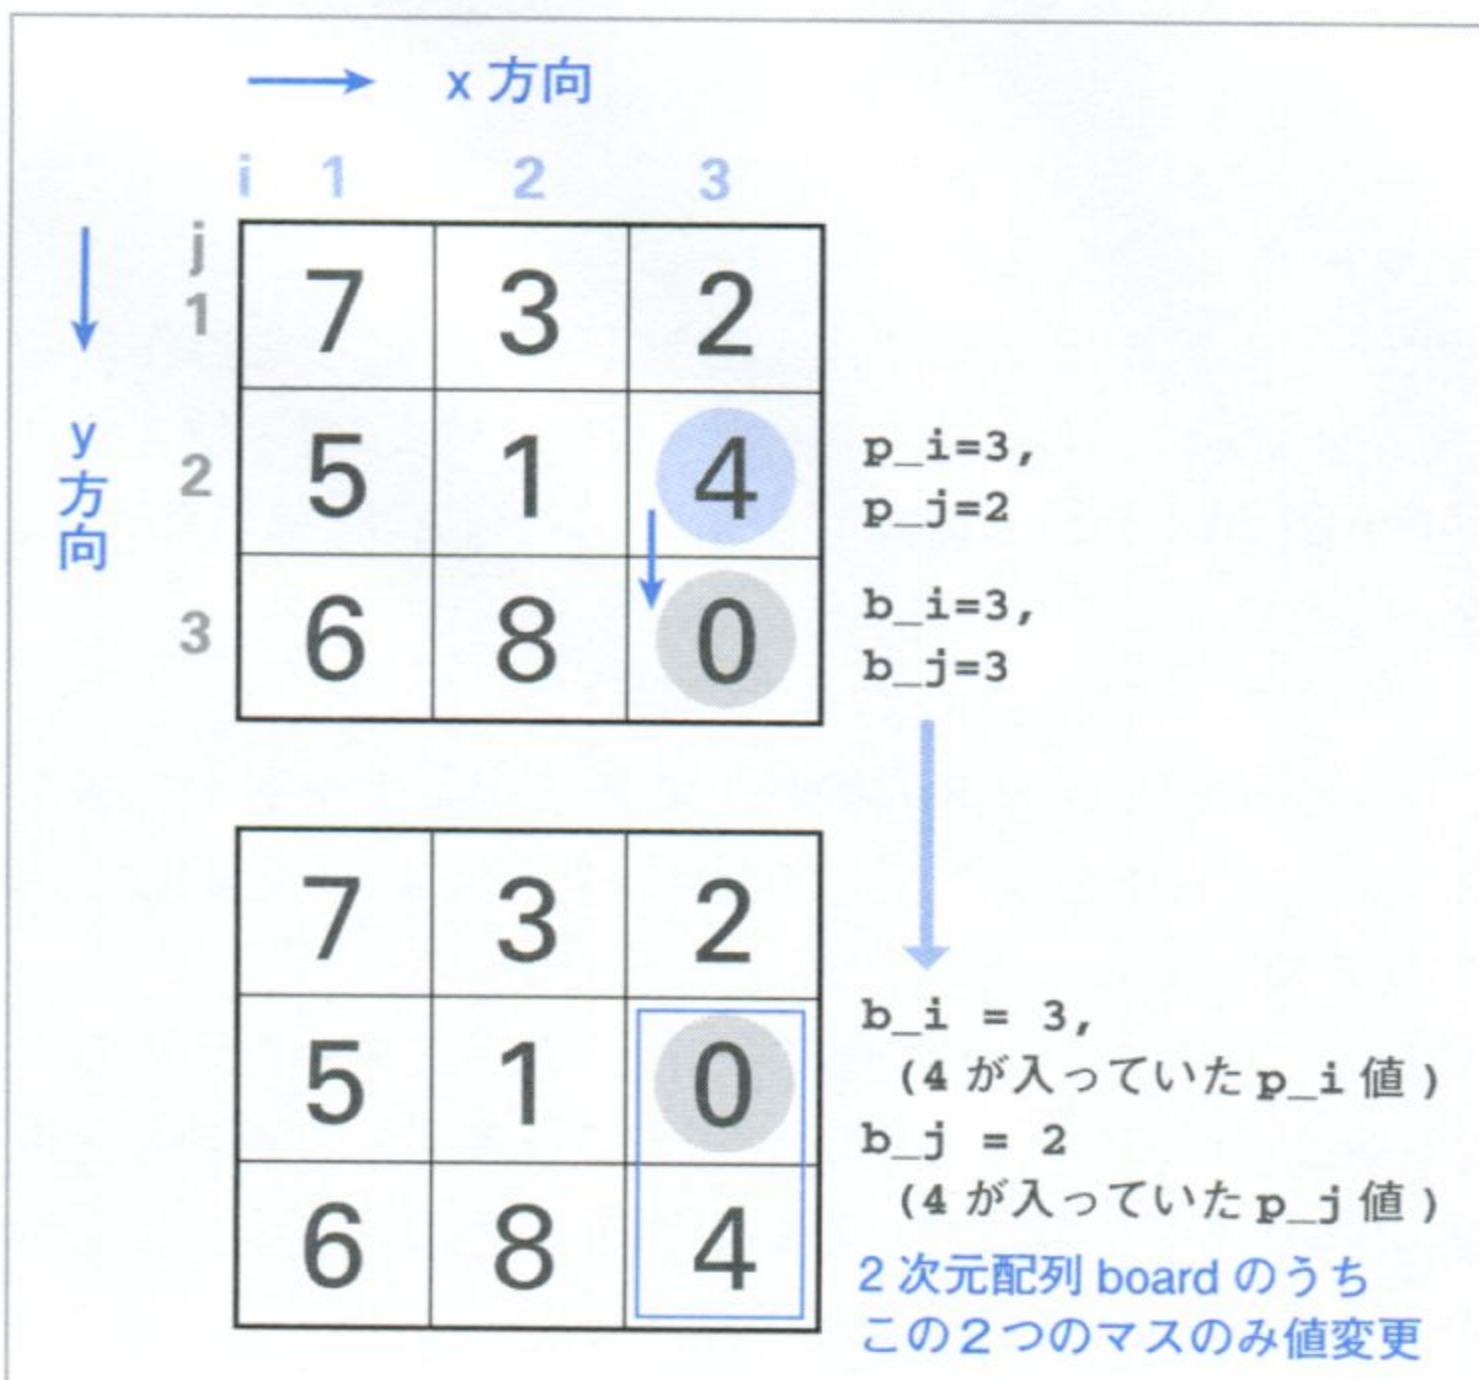 x 方向
i 1 2 3
j
1 7 3 2
y方向
2 5 1 4 p_i=3,
p_j=2
3 6 8 0 b_i=3,
b_j=3
7 3 2
5 1 0 b_i = 3,
(4 が入っていた p_i 値 )
b_j = 2
6 8 4 (4 が入っていた p_j 値 )
2 次元配列 board のうち
この2つのマスのみ値変更